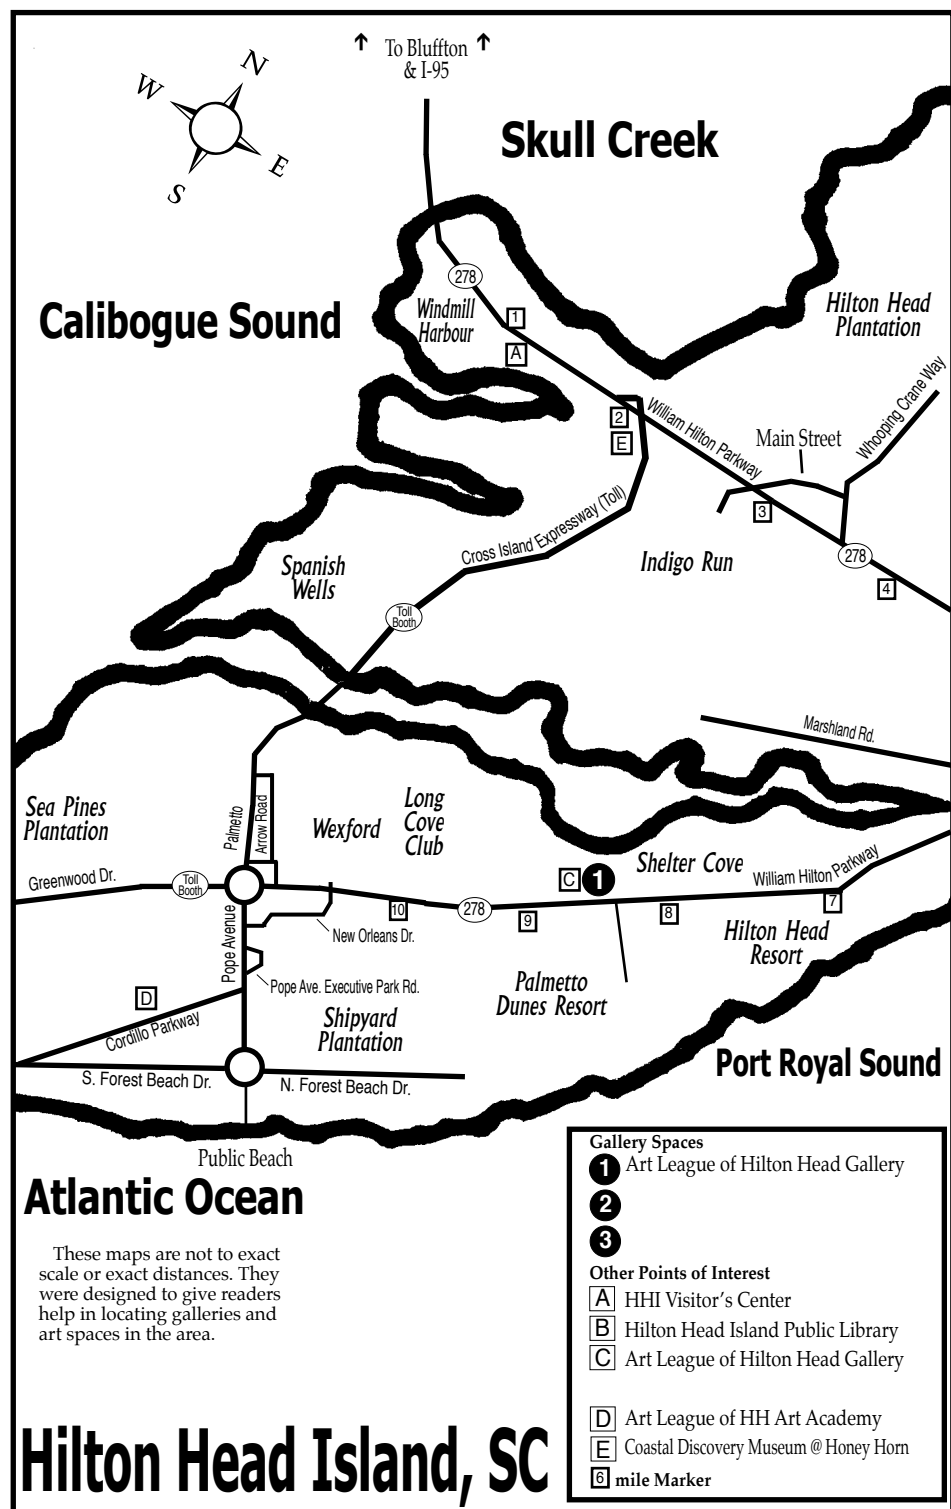 To Bluffton
& I-95
N
W
E
S
Skull Creek
278
Calibogue Sound
Windmill
Harbour
1
A
Hilton Head
Plantation
2
E
William Hilton Parkway
Main Street
Whooping Crane Way
3
Cross Island Expressway (Toll)
Indigo Run
278
4
Spanish
Wells
Toll
Booth
Marshland Rd.
Sea Pines
Plantation
Palmetto
Arrow Road
Wexford
Long
Cove
Club
Shelter Cove
C
1
William Hilton Parkway
Greenwood Dr.
Toll
Booth
10
278
9
8
7
Pope Avenue
New Orleans Dr.
Hilton Head
Resort
Pope Ave. Executive Park Rd.
Palmetto
Dunes Resort
D
Cordillo Parkway
Shipyard
Plantation
Port Royal Sound
S. Forest Beach Dr.
N. Forest Beach Dr.
Public Beach
Atlantic Ocean
These maps are not to exact
scale or exact distances. They
were designed to give readers
help in locating galleries and
art spaces in the area.
Gallery Spaces
1 Art League of Hilton Head Gallery
2
3
Other Points of Interest
A HHI Visitor's Center
B Hilton Head Island Public Library
C Art League of Hilton Head Gallery
D Art League of HH Art Academy
E Coastal Discovery Museum @ Honey Horn
6 mile Marker
Hilton Head Island, SC